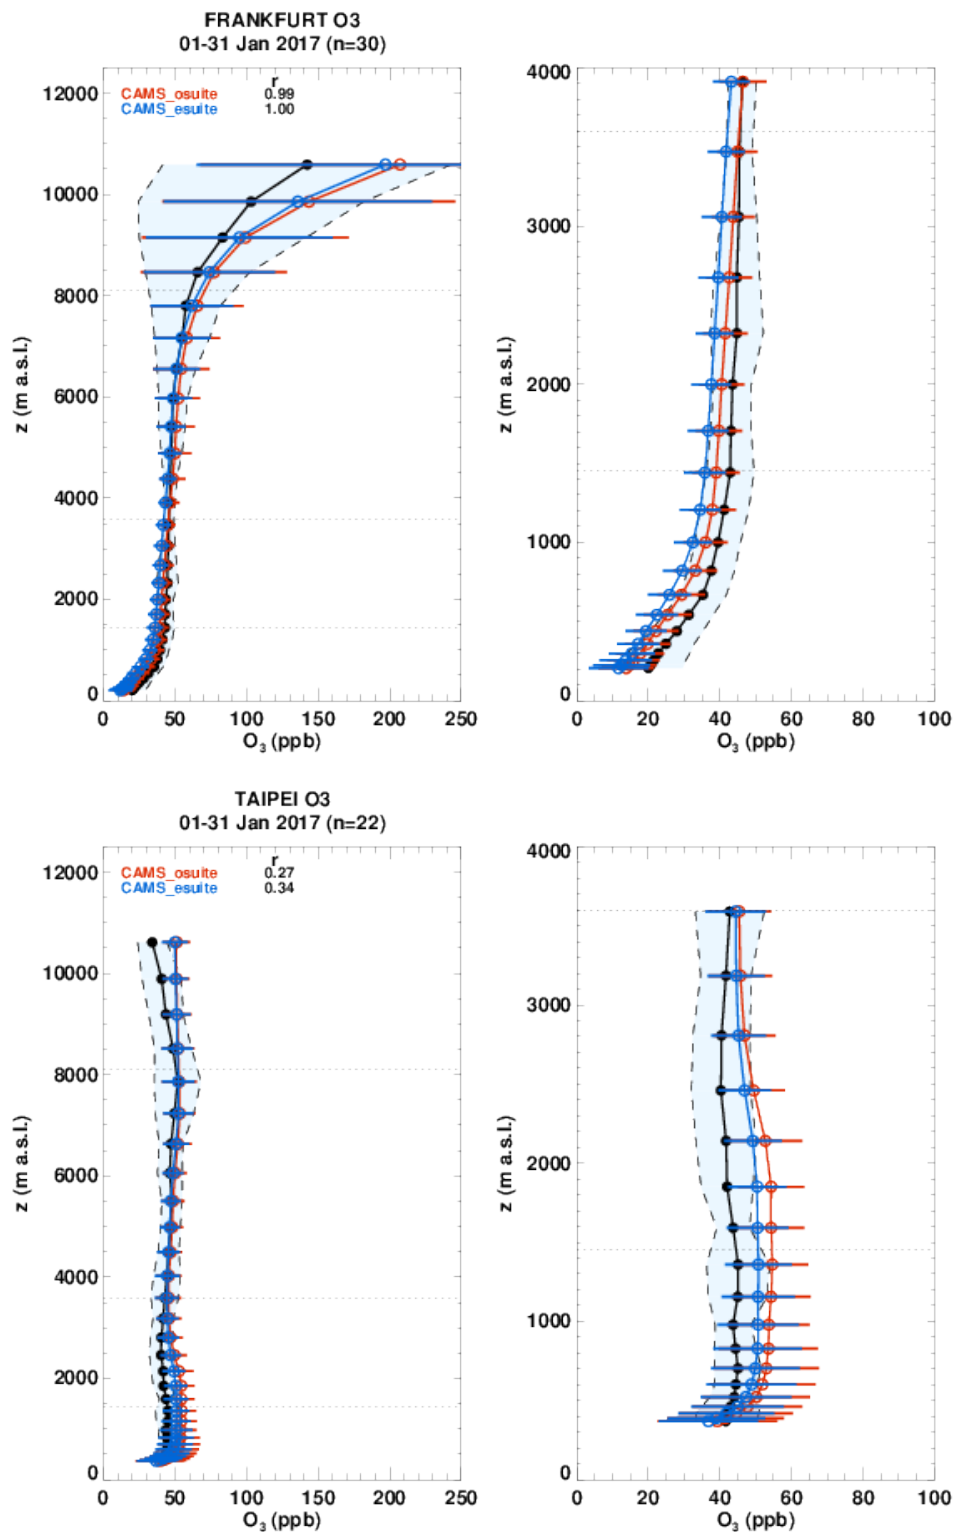 FRANKFURT O3
01-31 Jan 2017 (n=30)
r
CAMS_osuite 0.99
CAMS_esuite 1.00
12000
10000
8000
6000
4000
2000
0
z (m a.s.l.)
0 50 100 150 200 250
O3 (ppb)
4000
3000
2000
1000
0
z (m a.s.l.)
0 20 40 60 80 100
O3 (ppb)
TAIPEI O3
01-31 Jan 2017 (n=22)
r
CAMS_osuite 0.27
CAMS_esuite 0.34
12000
10000
8000
6000
4000
2000
0
z (m a.s.l.)
0 50 100 150 200 250
O3 (ppb)
4000
3000
2000
1000
0
z (m a.s.l.)
0 20 40 60 80 100
O3 (ppb)